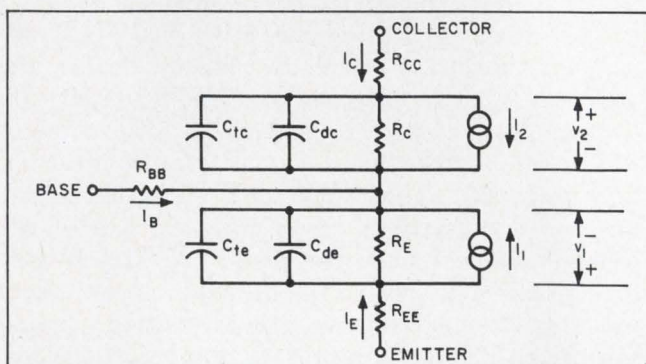 COLLECTOR
I_C
R_CC
C_tc
C_dc
R_C
I_2
+
v_2
−
R_BB
BASE
I_B
C_te
C_de
R_E
I_1
−
v_1
+
I_E
R_EE
EMITTER